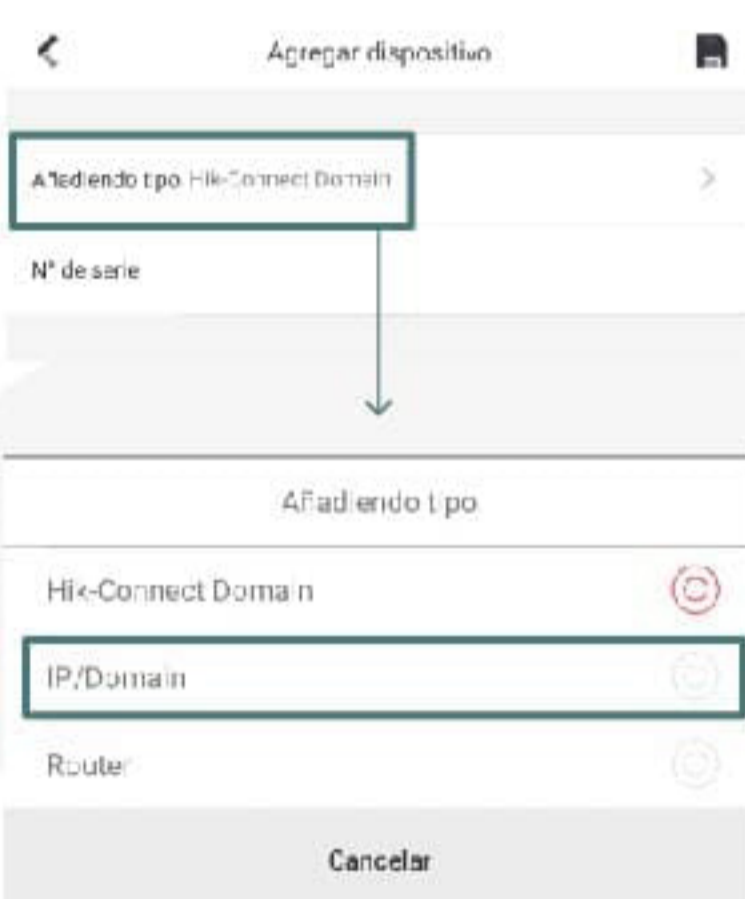 Agregar dispositivo
Añadiendo tipo Hik-Connect Domain
N° de serie
Añadiendo tipo
Hik-Connect Domain
IP/Domain
Router
Cancelar